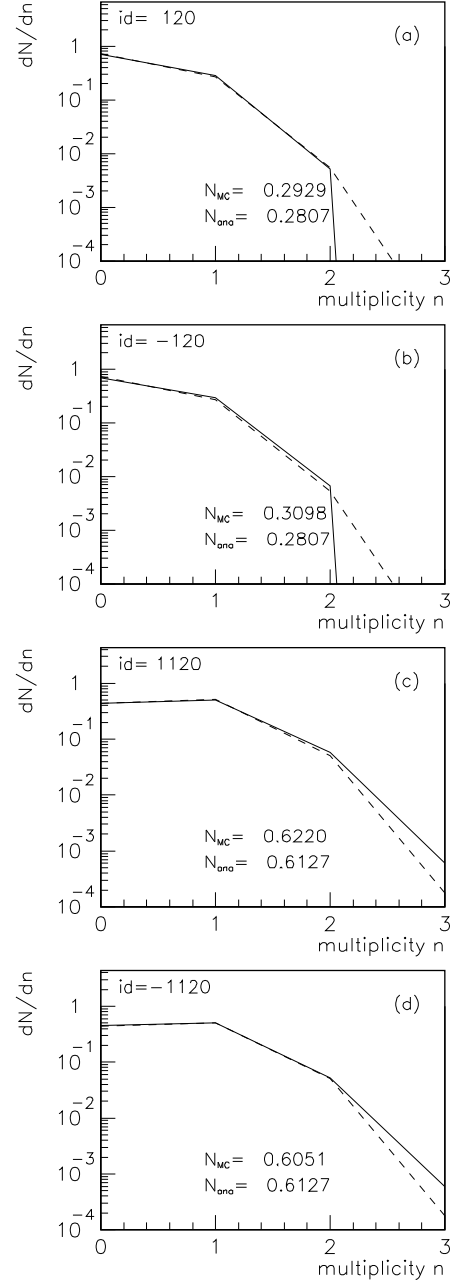 dN/dn
id= 120
(a)
1
10^-1
10^-2
10^-3
10^-4
N_MC= 0.2929
N_ana= 0.2807
0 1 2 3
multiplicity n
dN/dn
id= -120
(b)
1
10^-1
10^-2
10^-3
10^-4
N_MC= 0.3098
N_ana= 0.2807
0 1 2 3
multiplicity n
dN/dn
id= 1120
(c)
1
10^-1
10^-2
10^-3
10^-4
N_MC= 0.6220
N_ana= 0.6127
0 1 2 3
multiplicity n
dN/dn
id=-1120
(d)
1
10^-1
10^-2
10^-3
10^-4
N_MC= 0.6051
N_ana= 0.6127
0 1 2 3
multiplicity n